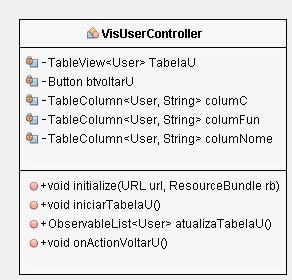 VisUserController
-TableView<User> TabelaU
-Button btvoltarU
-TableColumn<User, String> columC
-TableColumn<User, String> columFun
-TableColumn<User, String> columNome
+void initialize(URL url, ResourceBundle rb)
+void iniciarTabelaU()
+ObservableList<User> atualizaTabelaU()
+void onActionVoltarU()